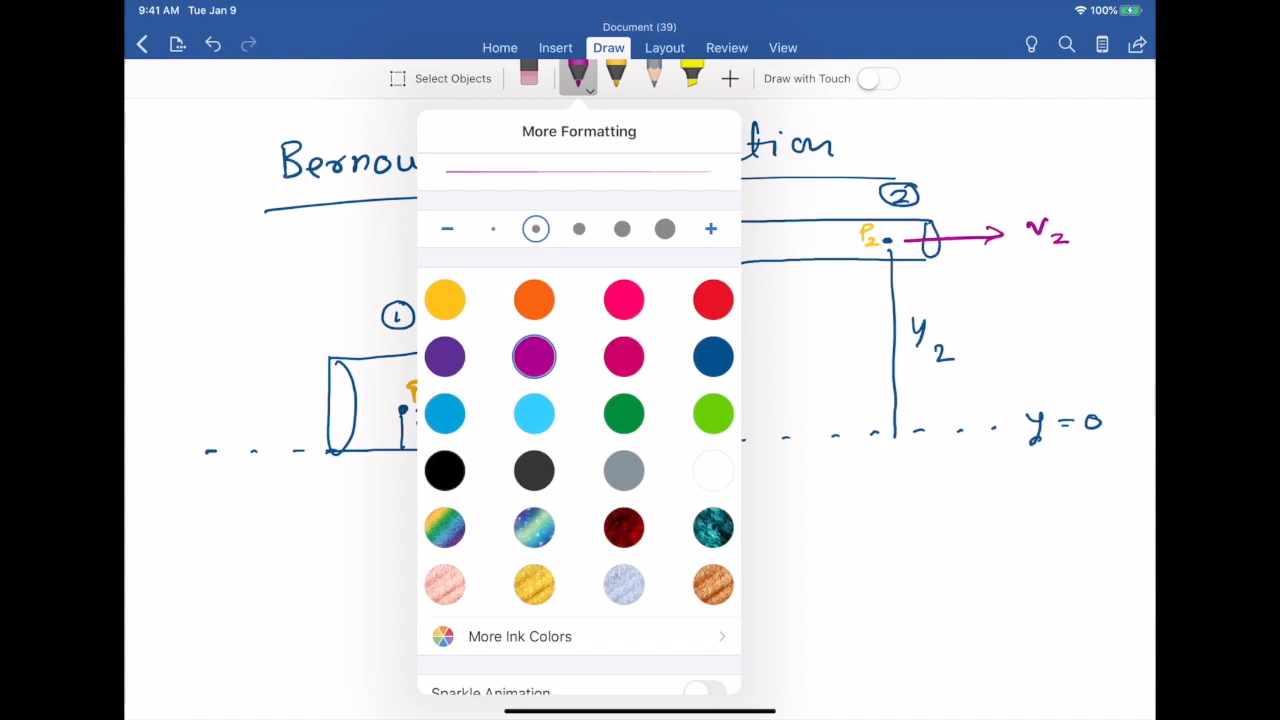 9:41 AM Tue Jan 9
100%
Document (39)
Home Insert Draw Layout Review View
Select Objects
Draw with Touch
More Formatting
Bernou
tion
2
P2
v2
1
y2
y = 0
More Ink Colors
Sparkle Animation